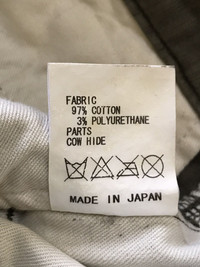 FABRIC
97% COTTON
3% POLYURETHANE
PARTS
COW HIDE
MADE IN JAPAN